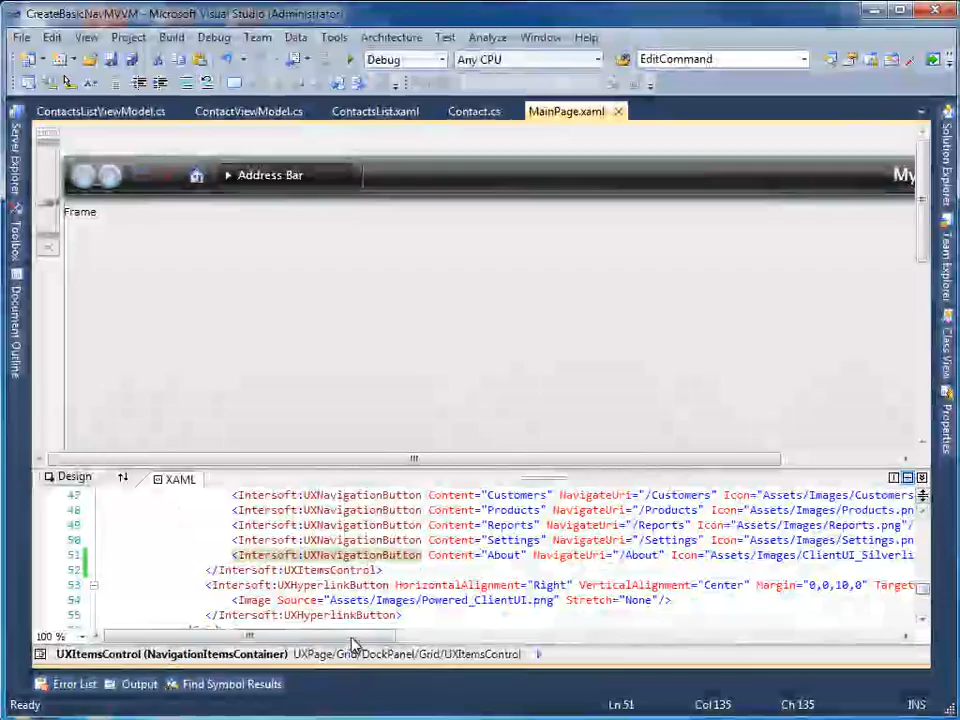 CreateBasicNavMVVM - Microsoft Visual Studio (Administrator)
File Edit View Project Build Debug Team Data Tools Architecture Test Analyze Window Help
Debug Any CPU EditCommand
ContactsListViewModel.cs ContactViewModel.cs ContactsList.xaml Contact.cs MainPage.xaml
Server Explorer
Toolbox
Document Outline
Address Bar My
Frame
Solution Explorer
Team Explorer
Class View
Properties
Design XAML
47 <Intersoft:UXNavigationButton Content="Customers" NavigateUri="/Customers" Icon="Assets/Images/Customers
48 <Intersoft:UXNavigationButton Content="Products" NavigateUri="/Products" Icon="Assets/Images/Products.pn
49 <Intersoft:UXNavigationButton Content="Reports" NavigateUri="/Reports" Icon="Assets/Images/Reports.png"/
50 <Intersoft:UXNavigationButton Content="Settings" NavigateUri="/Settings" Icon="Assets/Images/Settings.pn
51 <Intersoft:UXNavigationButton Content="About" NavigateUri="/About" Icon="Assets/Images/ClientUI_Silverli
52 </Intersoft:UXItemsControl>
53 <Intersoft:UXHyperlinkButton HorizontalAlignment="Right" VerticalAlignment="Center" Margin="0,0,10,0" Target
54 <Image Source="Assets/Images/Powered_ClientUI.png" Stretch="None"/>
55 </Intersoft:UXHyperlinkButton>
100 %
UXItemsControl (NavigationItemsContainer) UXPage/Grid/DockPanel/Grid/UXItemsControl
Error List Output Find Symbol Results
Ready Ln 51 Col 135 Ch 135 INS